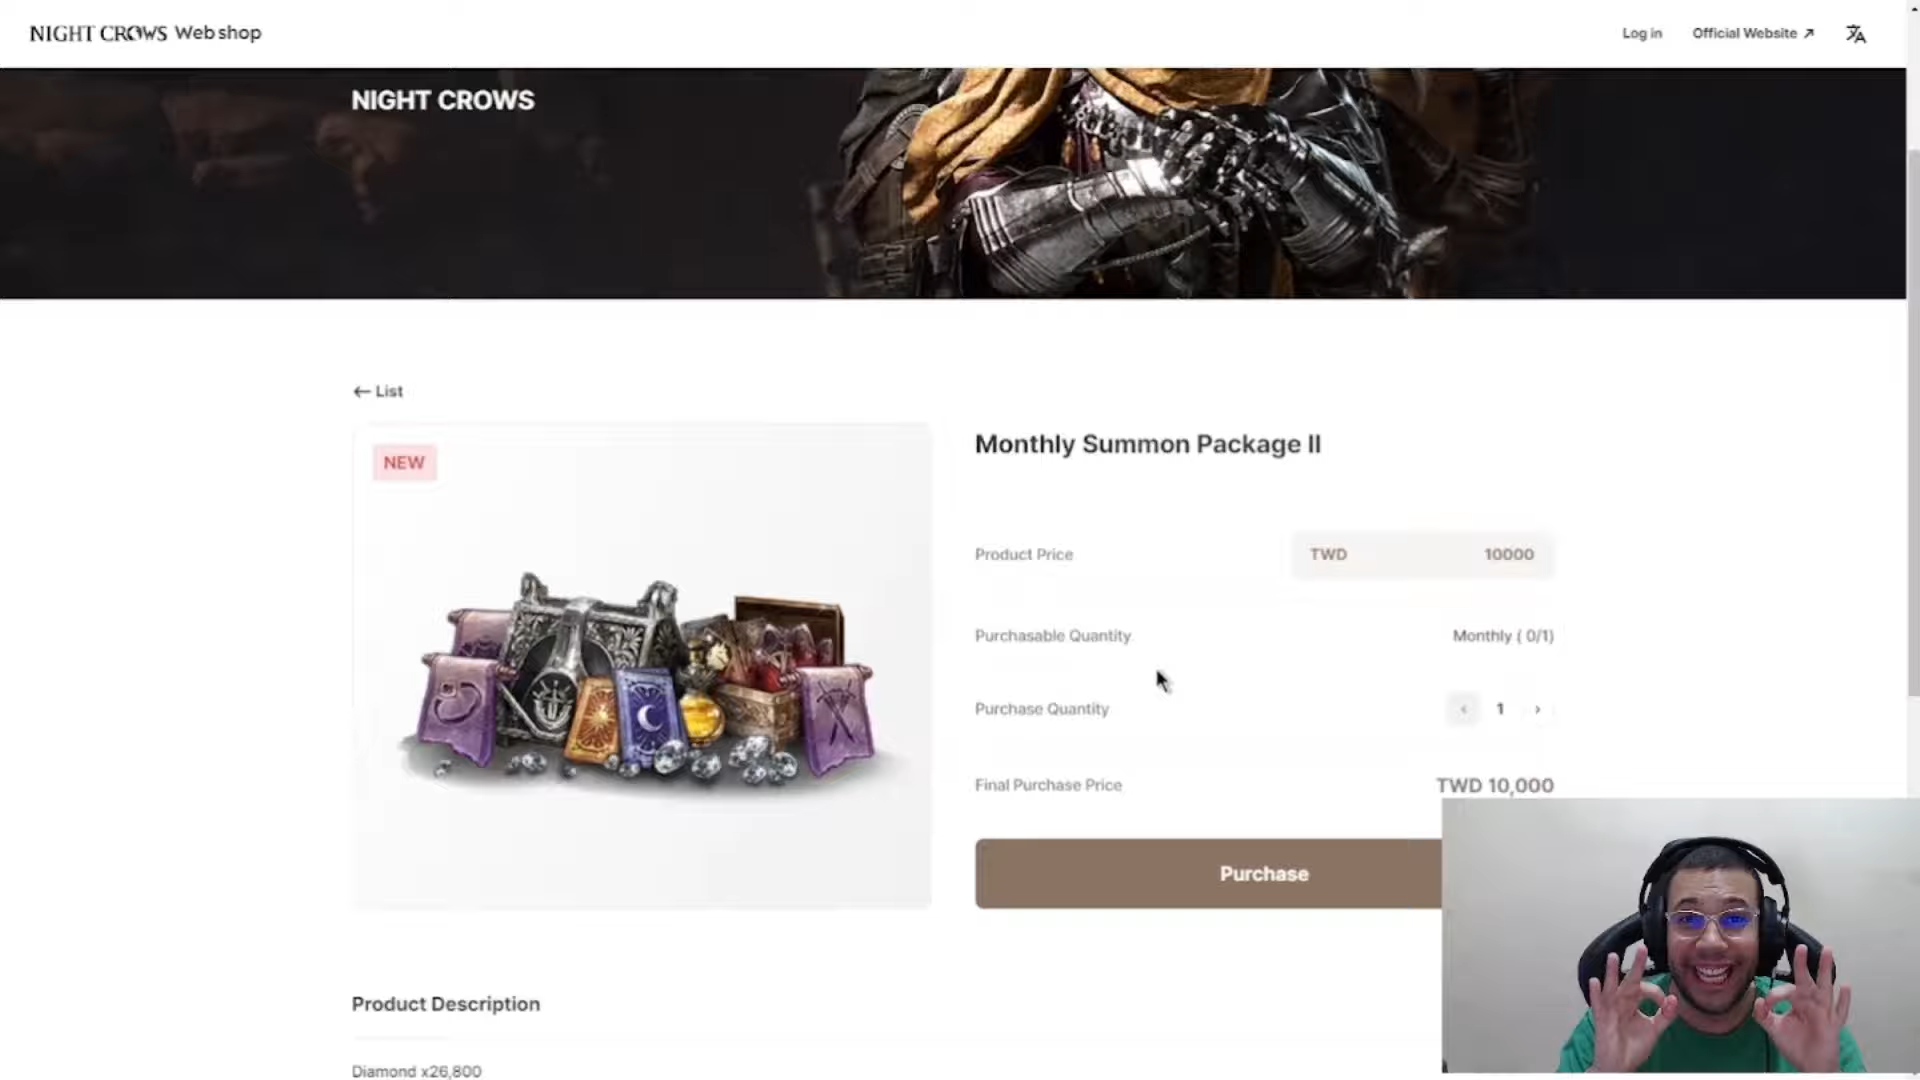 NIGHT CROWS Web shop
Log in
Official Website
NIGHT CROWS
← List
NEW
Monthly Summon Package II
Product Price
TWD 10000
Purchasable Quantity
Monthly ( 0/1)
Purchase Quantity
‹ 1 ›
Final Purchase Price
TWD 10,000
Purchase
Product Description
Diamond x26,800